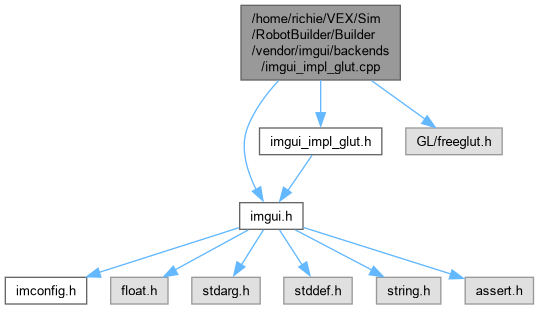 /home/richie/VEX/Sim
/RobotBuilder/Builder
/vendor/imgui/backends
/imgui_impl_glut.cpp
imgui_impl_glut.h
GL/freeglut.h
imgui.h
imconfig.h
float.h
stdarg.h
stddef.h
string.h
assert.h